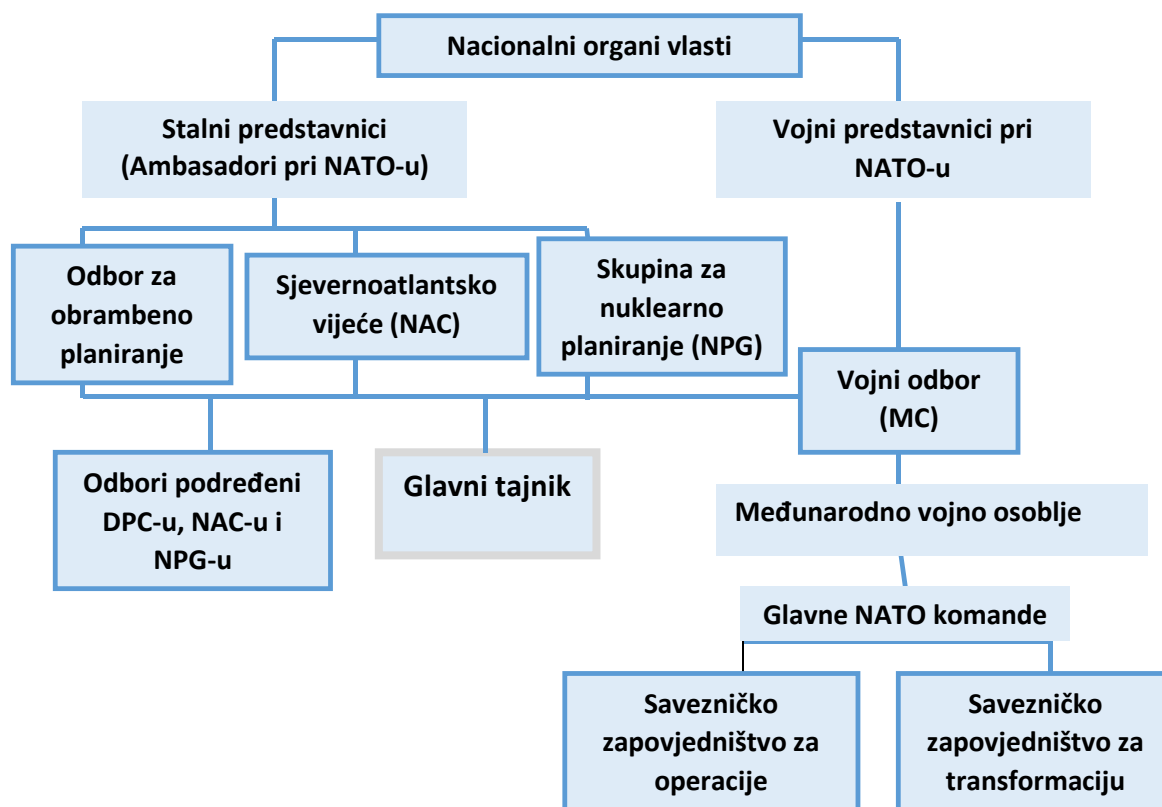 Nacionalni organi vlasti
Stalni predstavnici
(Ambasadori pri NATO-u)
Vojni predstavnici pri
NATO-u
Odbor za
obrambeno
planiranje
Sjevernoatlantsko
vijeće (NAC)
Skupina za
nuklearno
planiranje (NPG)
Vojni odbor
(MC)
Odbori podređeni
DPC-u, NAC-u i
NPG-u
Glavni tajnik
Međunarodno vojno osoblje
Glavne NATO komande
Savezničko
zapovjedništvo za
operacije
Savezničko
zapovjedništvo za
transformaciju